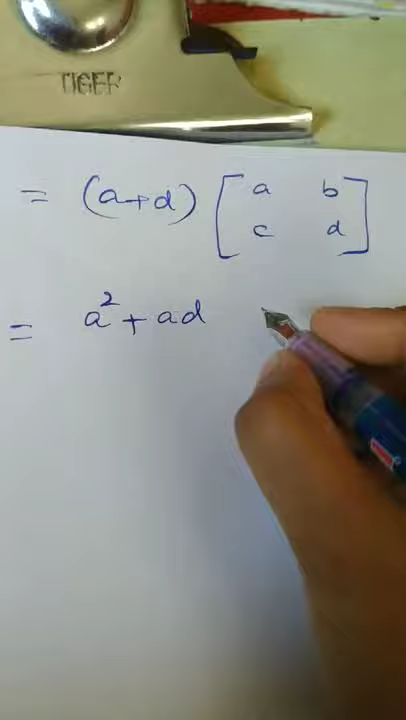 TIGER
= (a+d) [ a b
c d ]
= a² + ad